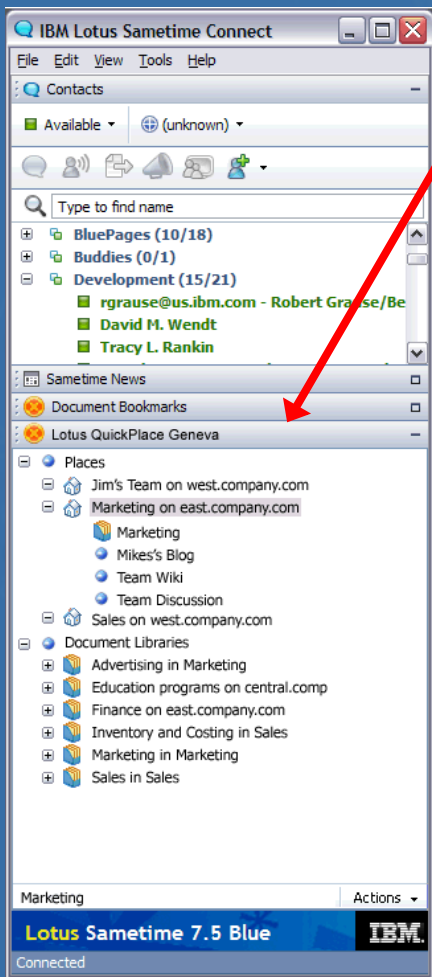 IBM Lotus Sametime Connect
File Edit View Tools Help
Contacts
Available (unknown)
Type to find name
BluePages (10/18)
Buddies (0/1)
Development (15/21)
rgrause@us.ibm.com - Robert Grause/Be
David M. Wendt
Tracy L. Rankin
Sametime News
Document Bookmarks
Lotus QuickPlace Geneva
Places
Jim's Team on west.company.com
Marketing on east.company.com
Marketing
Mikes's Blog
Team Wiki
Team Discussion
Sales on west.company.com
Document Libraries
Advertising in Marketing
Education programs on central.comp
Finance on east.company.com
Inventory and Costing in Sales
Marketing in Marketing
Sales in Sales
Marketing Actions
Lotus Sametime 7.5 Blue IBM.
Connected